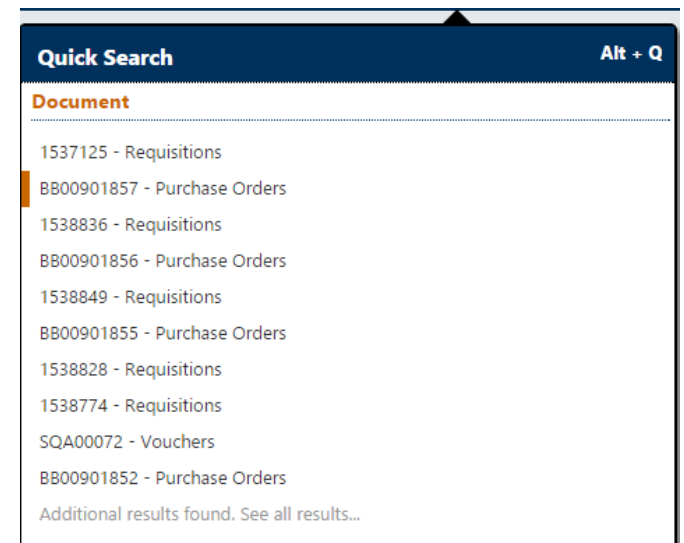 Quick Search Alt + Q
Document
1537125 - Requisitions
BB00901857 - Purchase Orders
1538836 - Requisitions
BB00901856 - Purchase Orders
1538849 - Requisitions
BB00901855 - Purchase Orders
1538828 - Requisitions
1538774 - Requisitions
SQA00072 - Vouchers
BB00901852 - Purchase Orders
Additional results found. See all results...